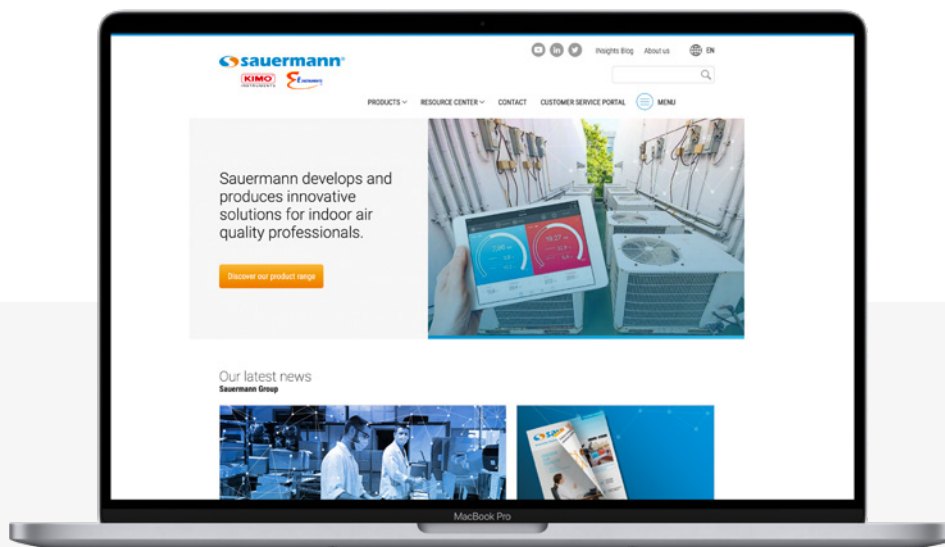 sauermann®
INsights Blog About us EN
KIMO
INSTRUMENTS
PRODUCTS RESOURCE CENTER CONTACT CUSTOMER SERVICE PORTAL MENU
Sauermann develops and
produces innovative
solutions for indoor air
quality professionals.
Discover our product range
Our latest news
Sauermann Group
MacBook Pro